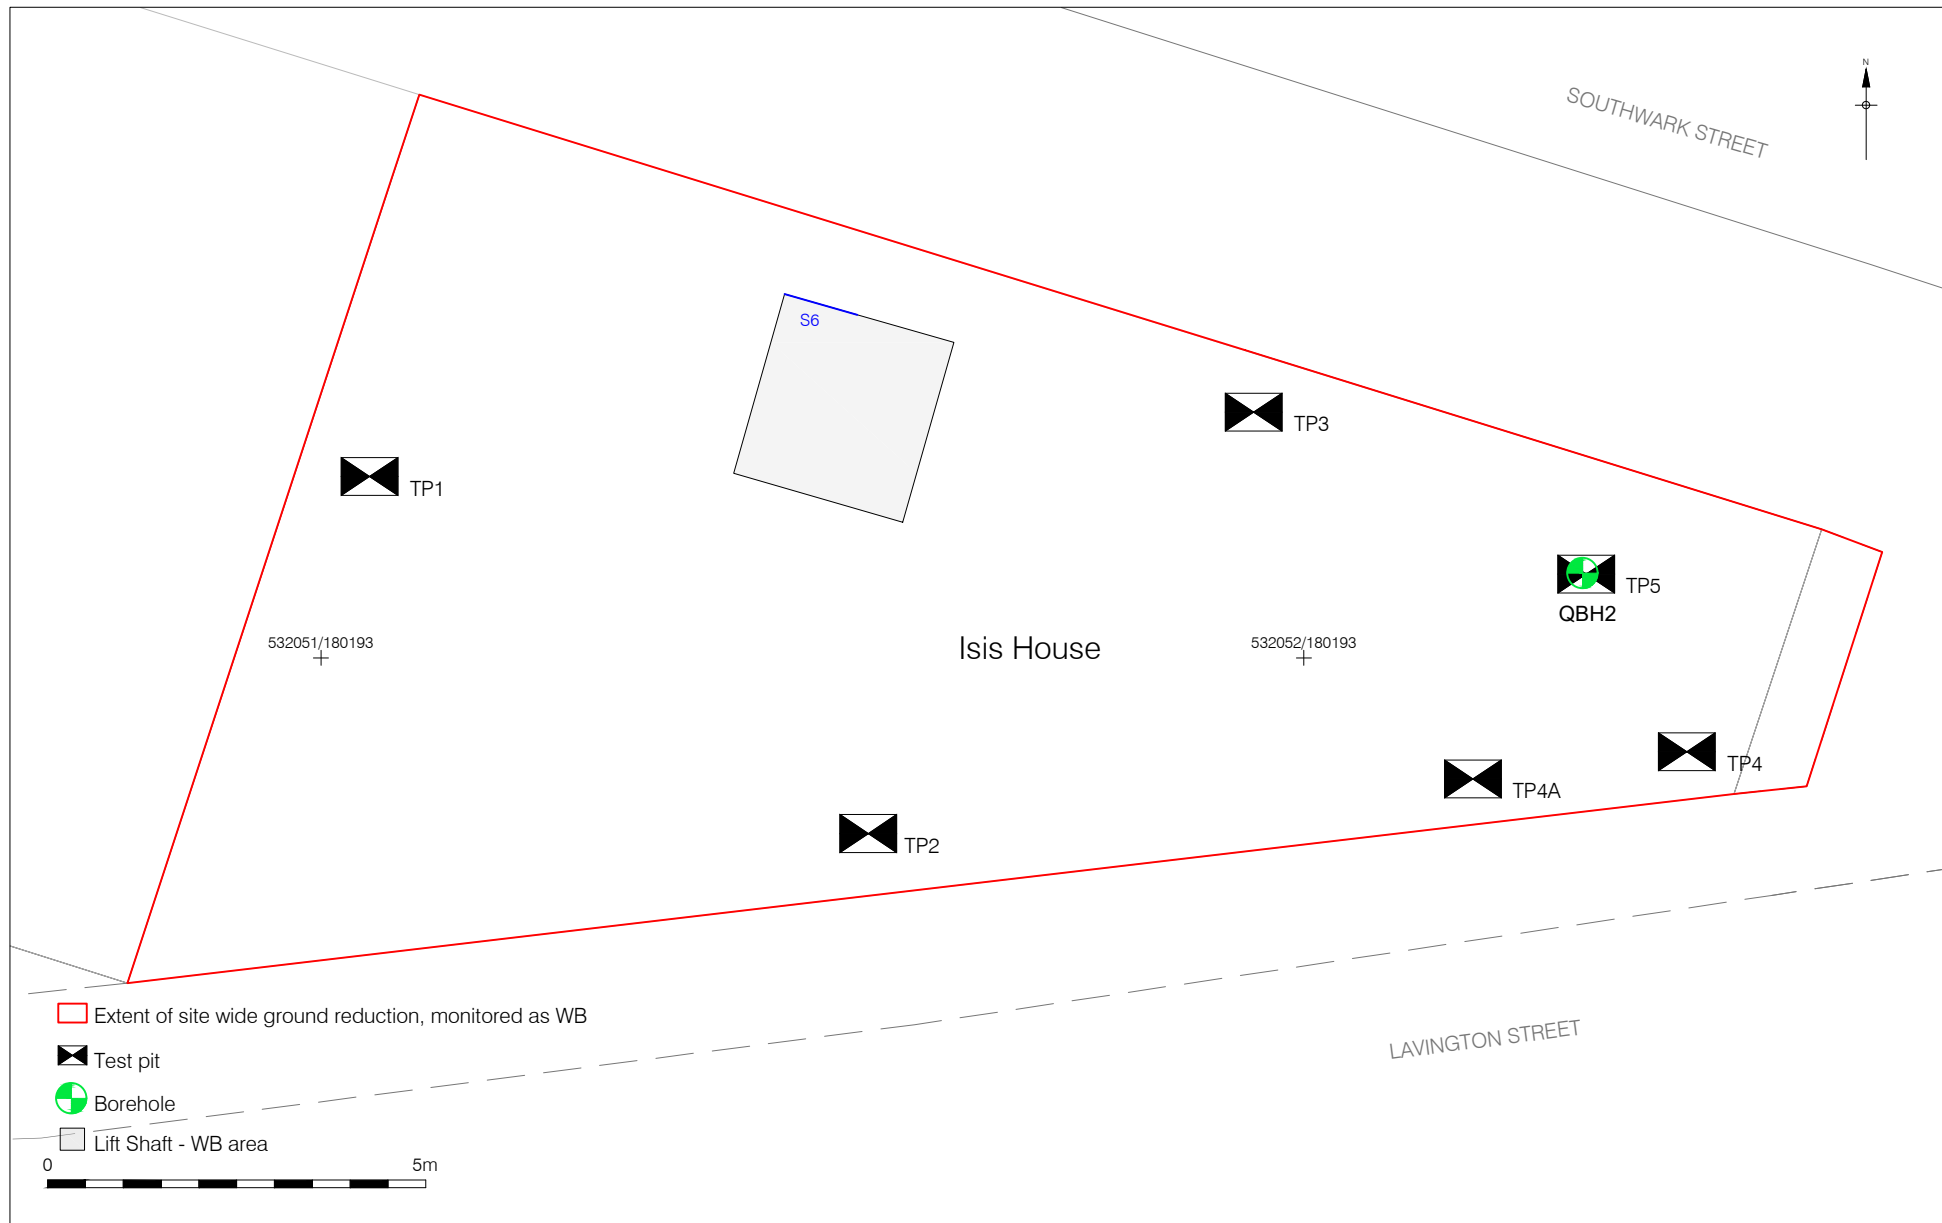 N
SOUTHWARK STREET
S6
TP3
TP1
TP5
QBH2
532051/180193
Isis House
532052/180193
TP4
TP4A
TP2
Extent of site wide ground reduction, monitored as WB
LAVINGTON STREET
Test pit
Borehole
Lift Shaft - WB area
0 5m